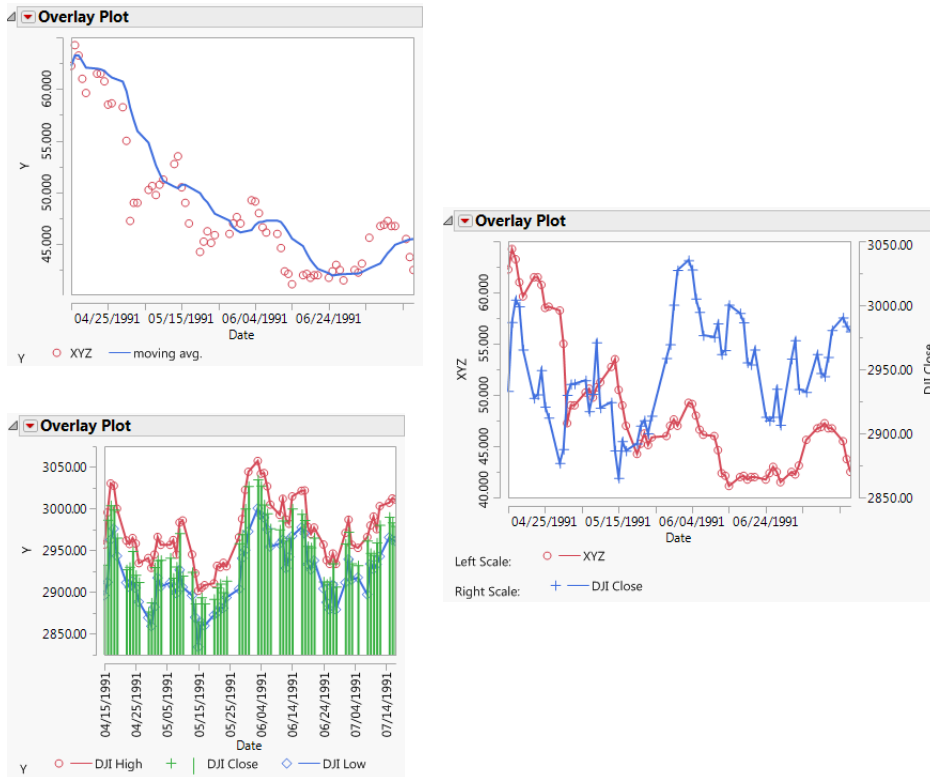 Overlay Plot
60.000
55.000
50.000
45.000
Y
04/25/1991 05/15/1991 06/04/1991 06/24/1991
Date
Y XYZ moving avg.
Overlay Plot
3050.00
3000.00
2950.00
2900.00
2850.00
Y
04/15/1991
04/25/1991
05/05/1991
05/15/1991
05/25/1991
06/04/1991
06/14/1991
06/24/1991
07/04/1991
07/14/1991
Date
Y DJI High DJI Close DJI Low
Overlay Plot
60.000
55.000
50.000
45.000
40.000
XYZ
3050.00
3000.00
2950.00
2900.00
2850.00
DJI Close
04/25/1991 05/15/1991 06/04/1991 06/24/1991
Date
Left Scale: XYZ
Right Scale: DJI Close